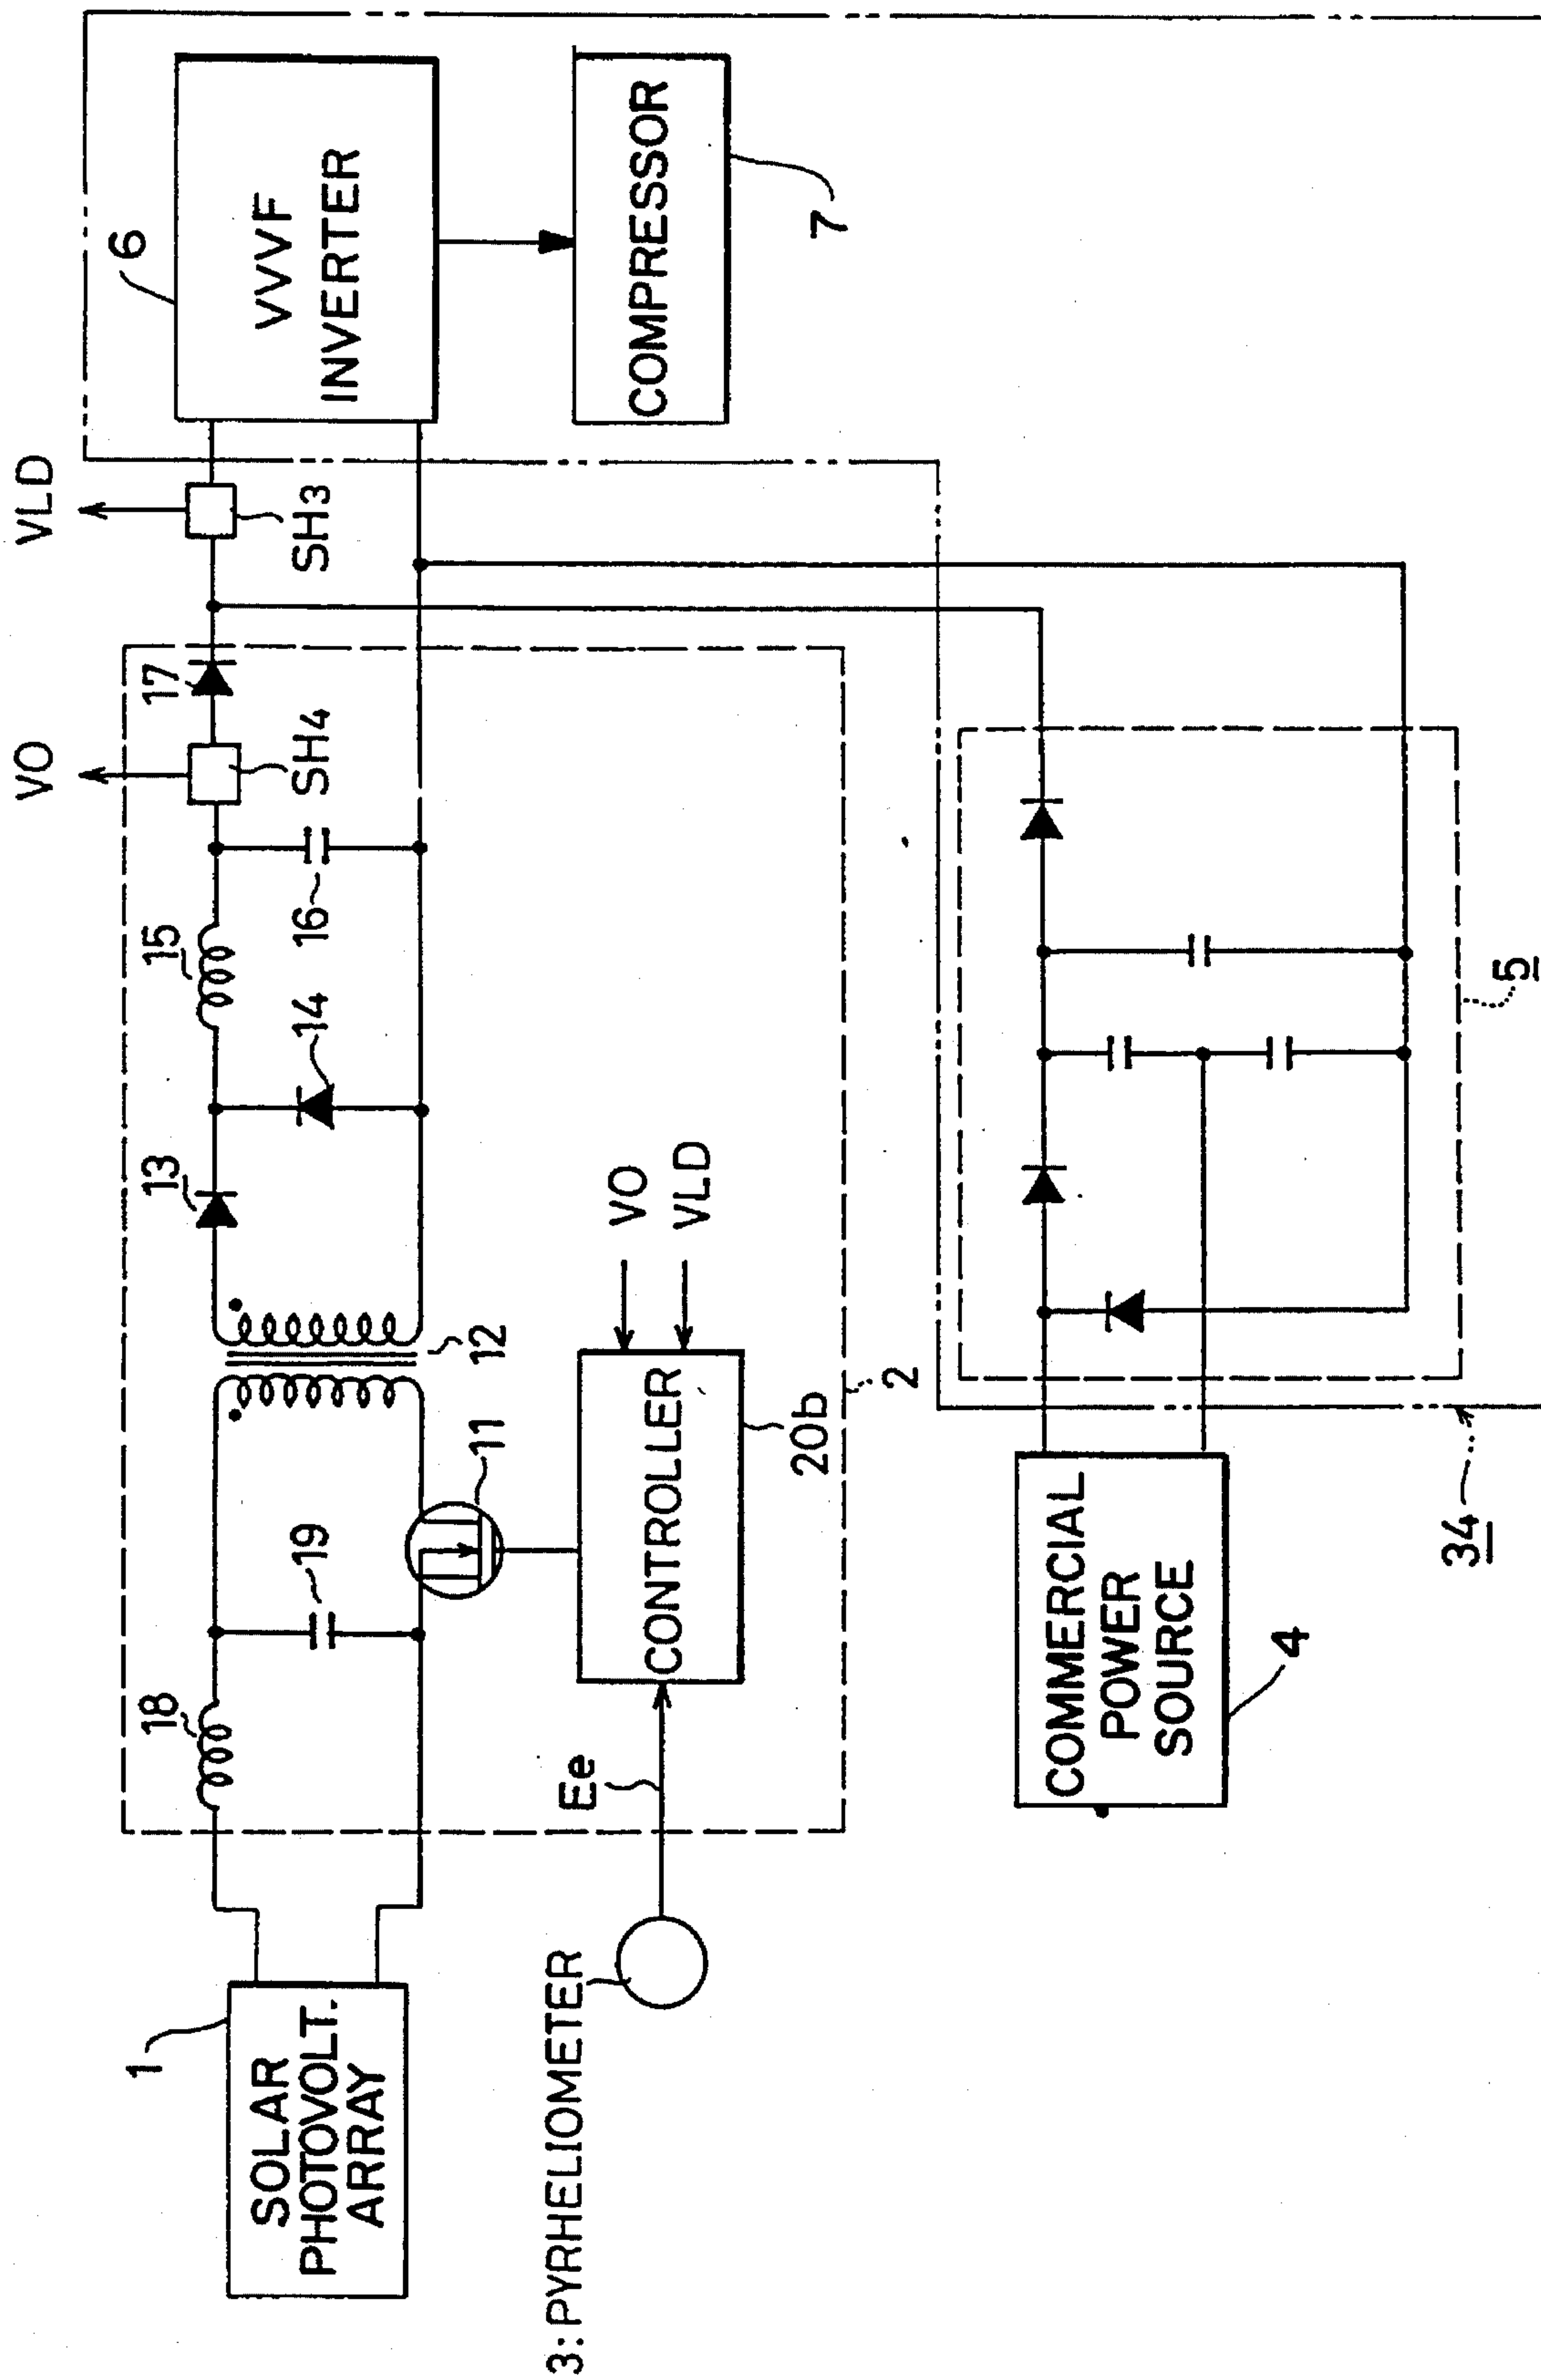 VO
VLD
1
SOLAR
PHOTOVOLT.
ARRAY
18
19
11
12
13
14
15
16
SH4
17
SH3
6
VVVF
INVERTER
COMPRESSOR
7
3:PYRHELIOMETER
Ee
CONTROLLER
20b
VO
VLD
2
COMMERCIAL
POWER
SOURCE
4
34
5